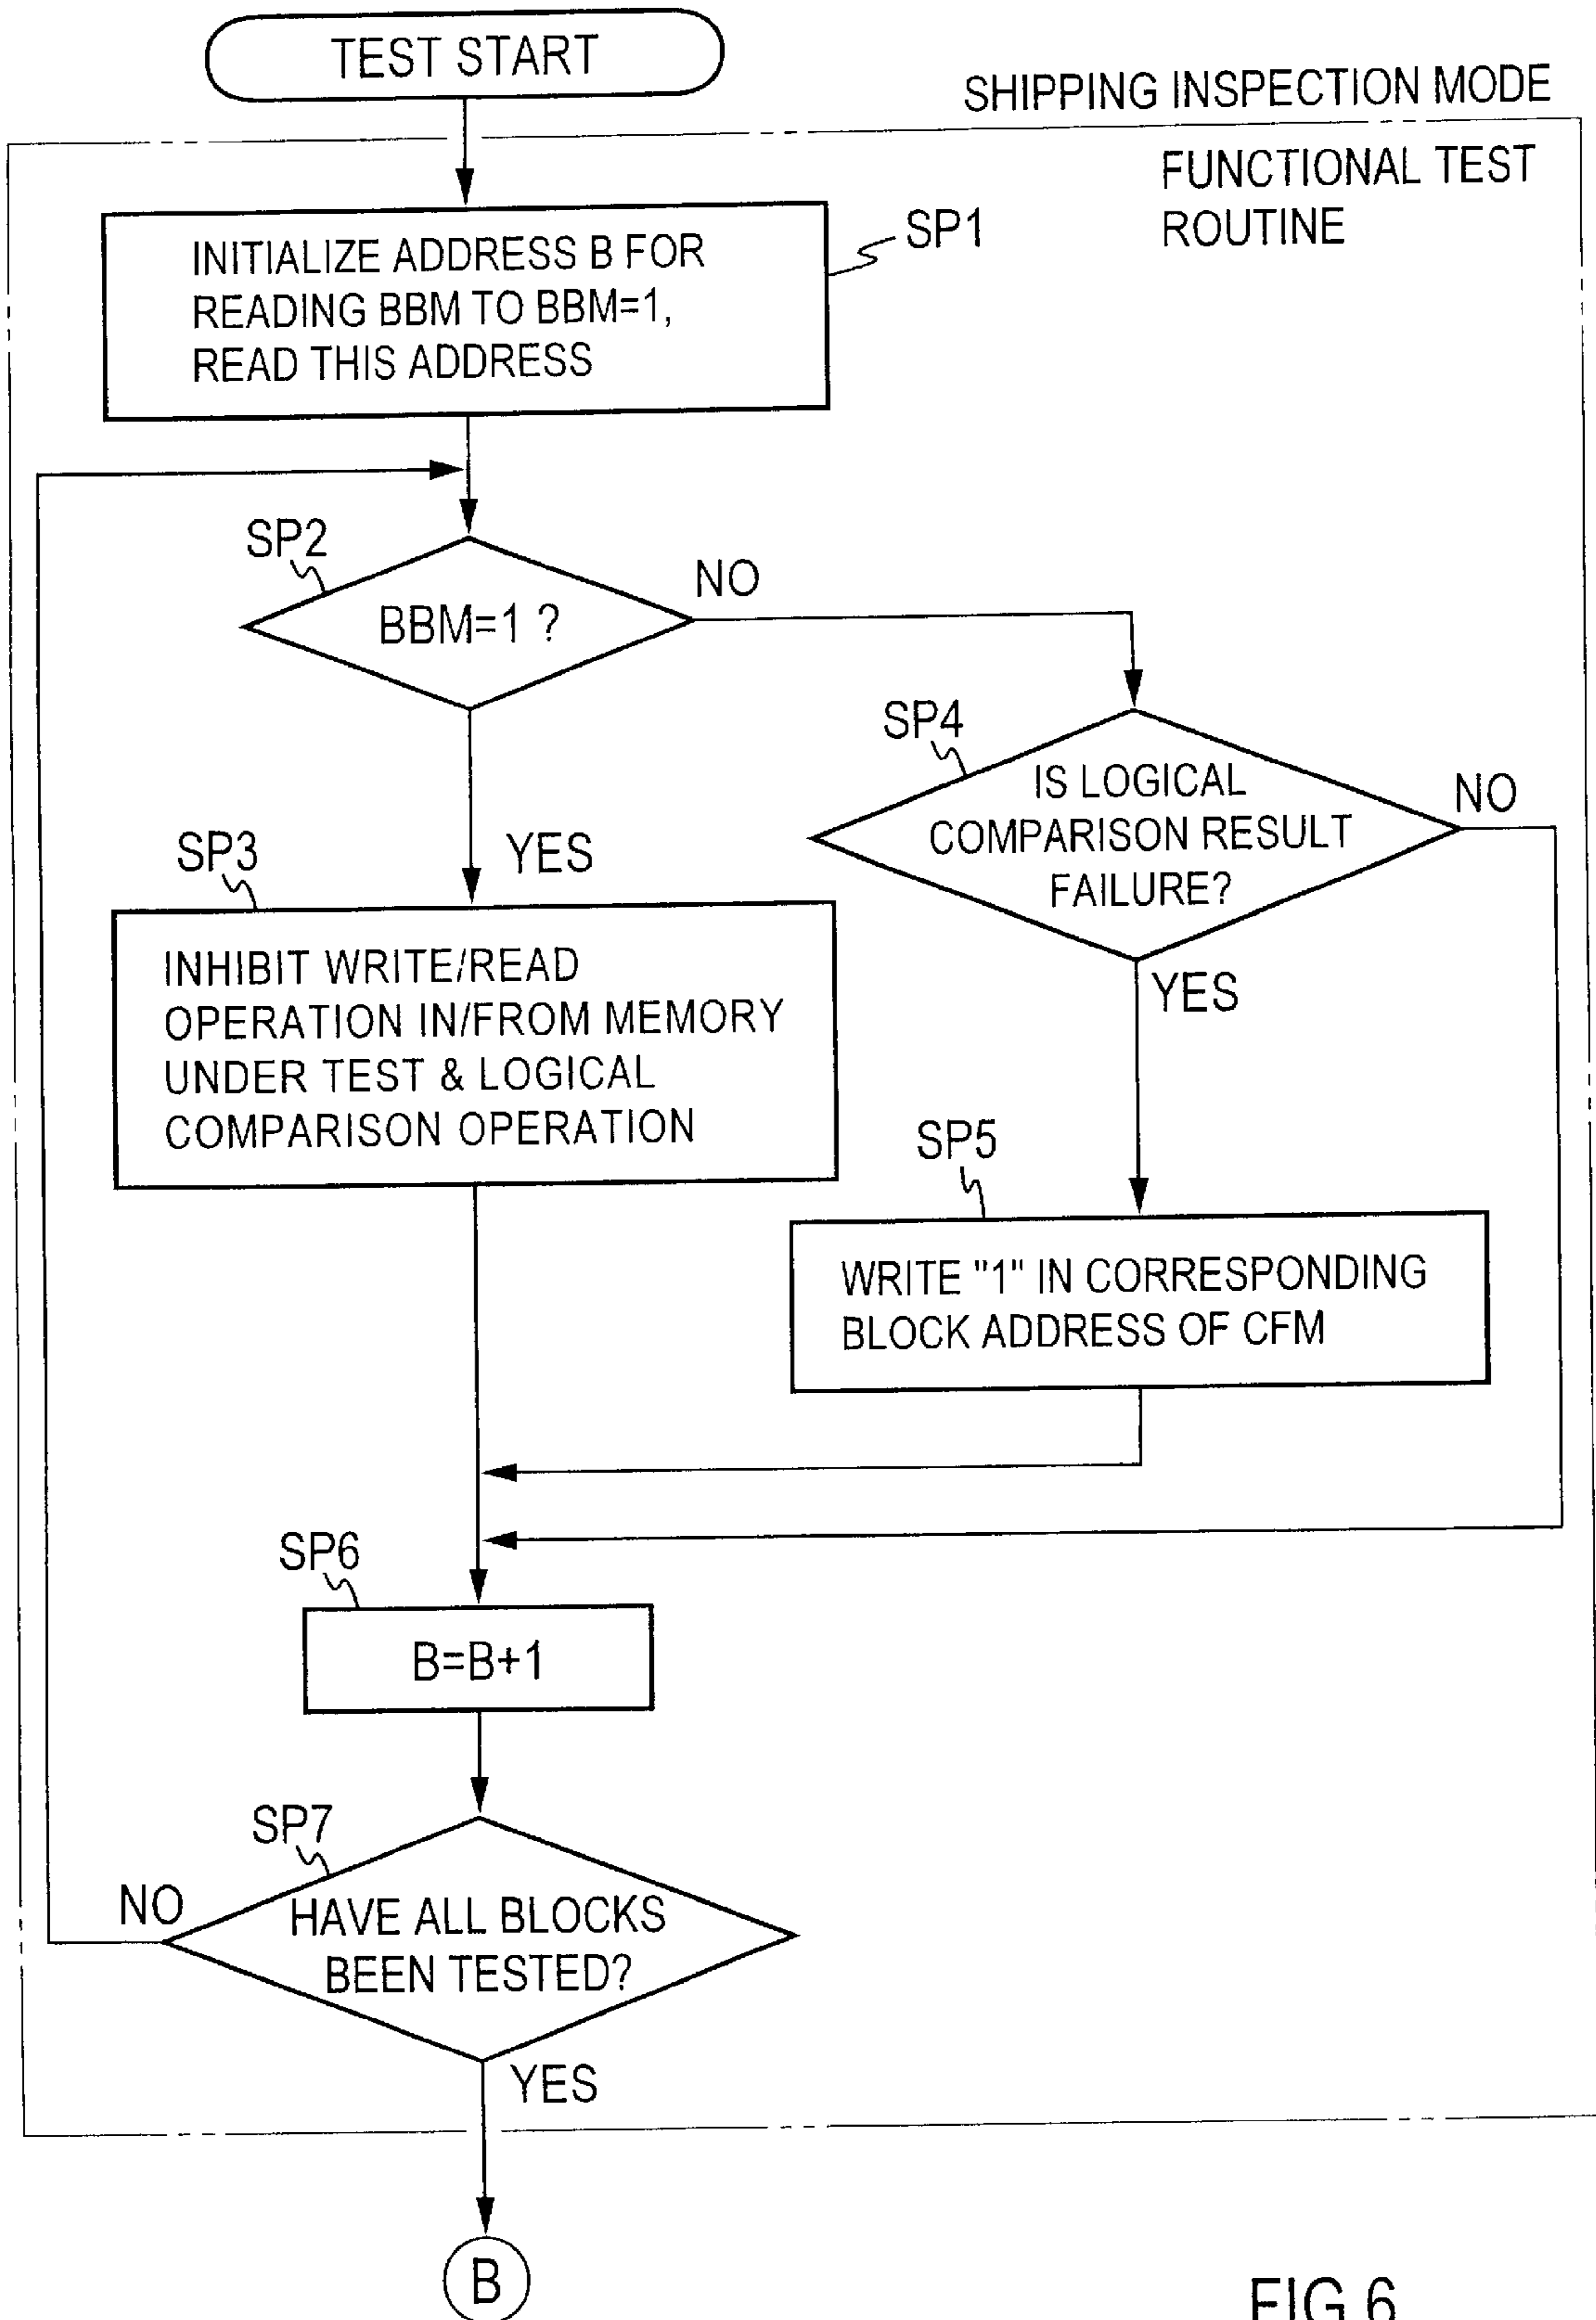 TEST START
SHIPPING INSPECTION MODE
FUNCTIONAL TEST
ROUTINE
INITIALIZE ADDRESS B FOR
READING BBM TO BBM=1,
READ THIS ADDRESS
SP1
SP2
BBM=1 ?
NO
SP4
IS LOGICAL
COMPARISON RESULT
FAILURE?
NO
YES
SP3
YES
INHIBIT WRITE/READ
OPERATION IN/FROM MEMORY
UNDER TEST & LOGICAL
COMPARISON OPERATION
SP5
WRITE "1" IN CORRESPONDING
BLOCK ADDRESS OF CFM
SP6
B=B+1
SP7
NO
HAVE ALL BLOCKS
BEEN TESTED?
YES
B
FIG.6